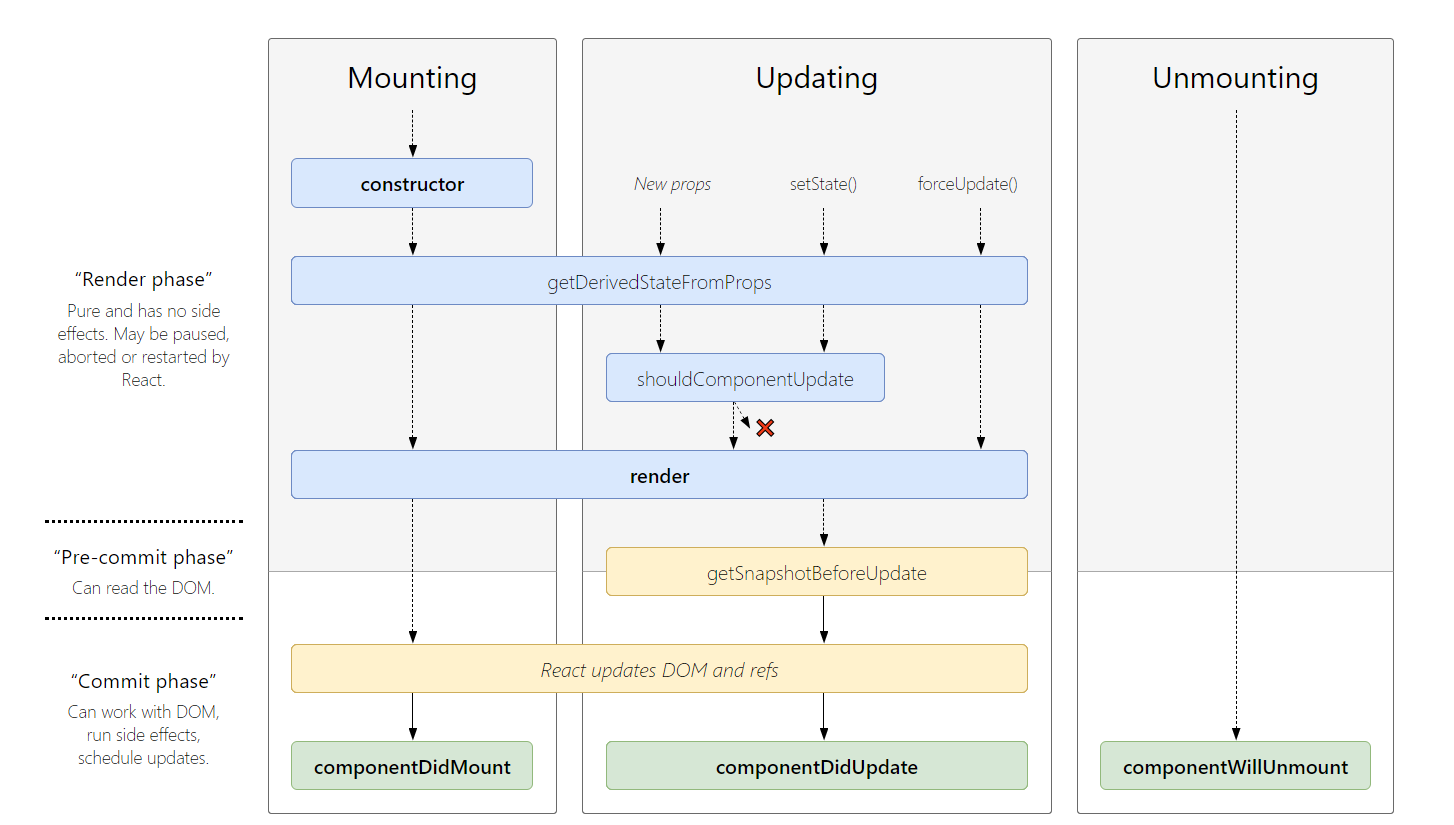 Mounting
Updating
Unmounting
constructor
New props
setState()
forceUpdate()
“Render phase”
Pure and has no side
effects. May be paused,
aborted or restarted by
React.
getDerivedStateFromProps
shouldComponentUpdate
render
“Pre-commit phase”
Can read the DOM.
getSnapshotBeforeUpdate
“Commit phase”
Can work with DOM,
run side effects,
schedule updates.
React updates DOM and refs
componentDidMount
componentDidUpdate
componentWillUnmount